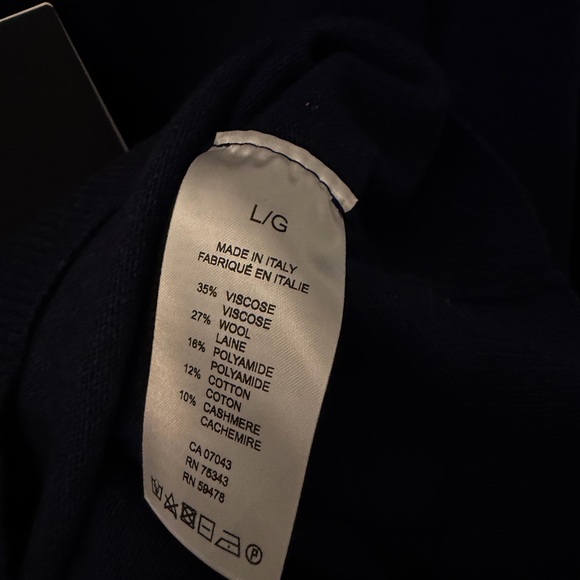 L/G
MADE IN ITALY
FABRIQUÉ EN ITALIE
35% VISCOSE
VISCOSE
27% WOOL
LAINE
16% POLYAMIDE
POLYAMIDE
12% COTTON
COTON
10% CASHMERE
CACHEMIRE
CA 07043
RN 75343
RN 59478
P